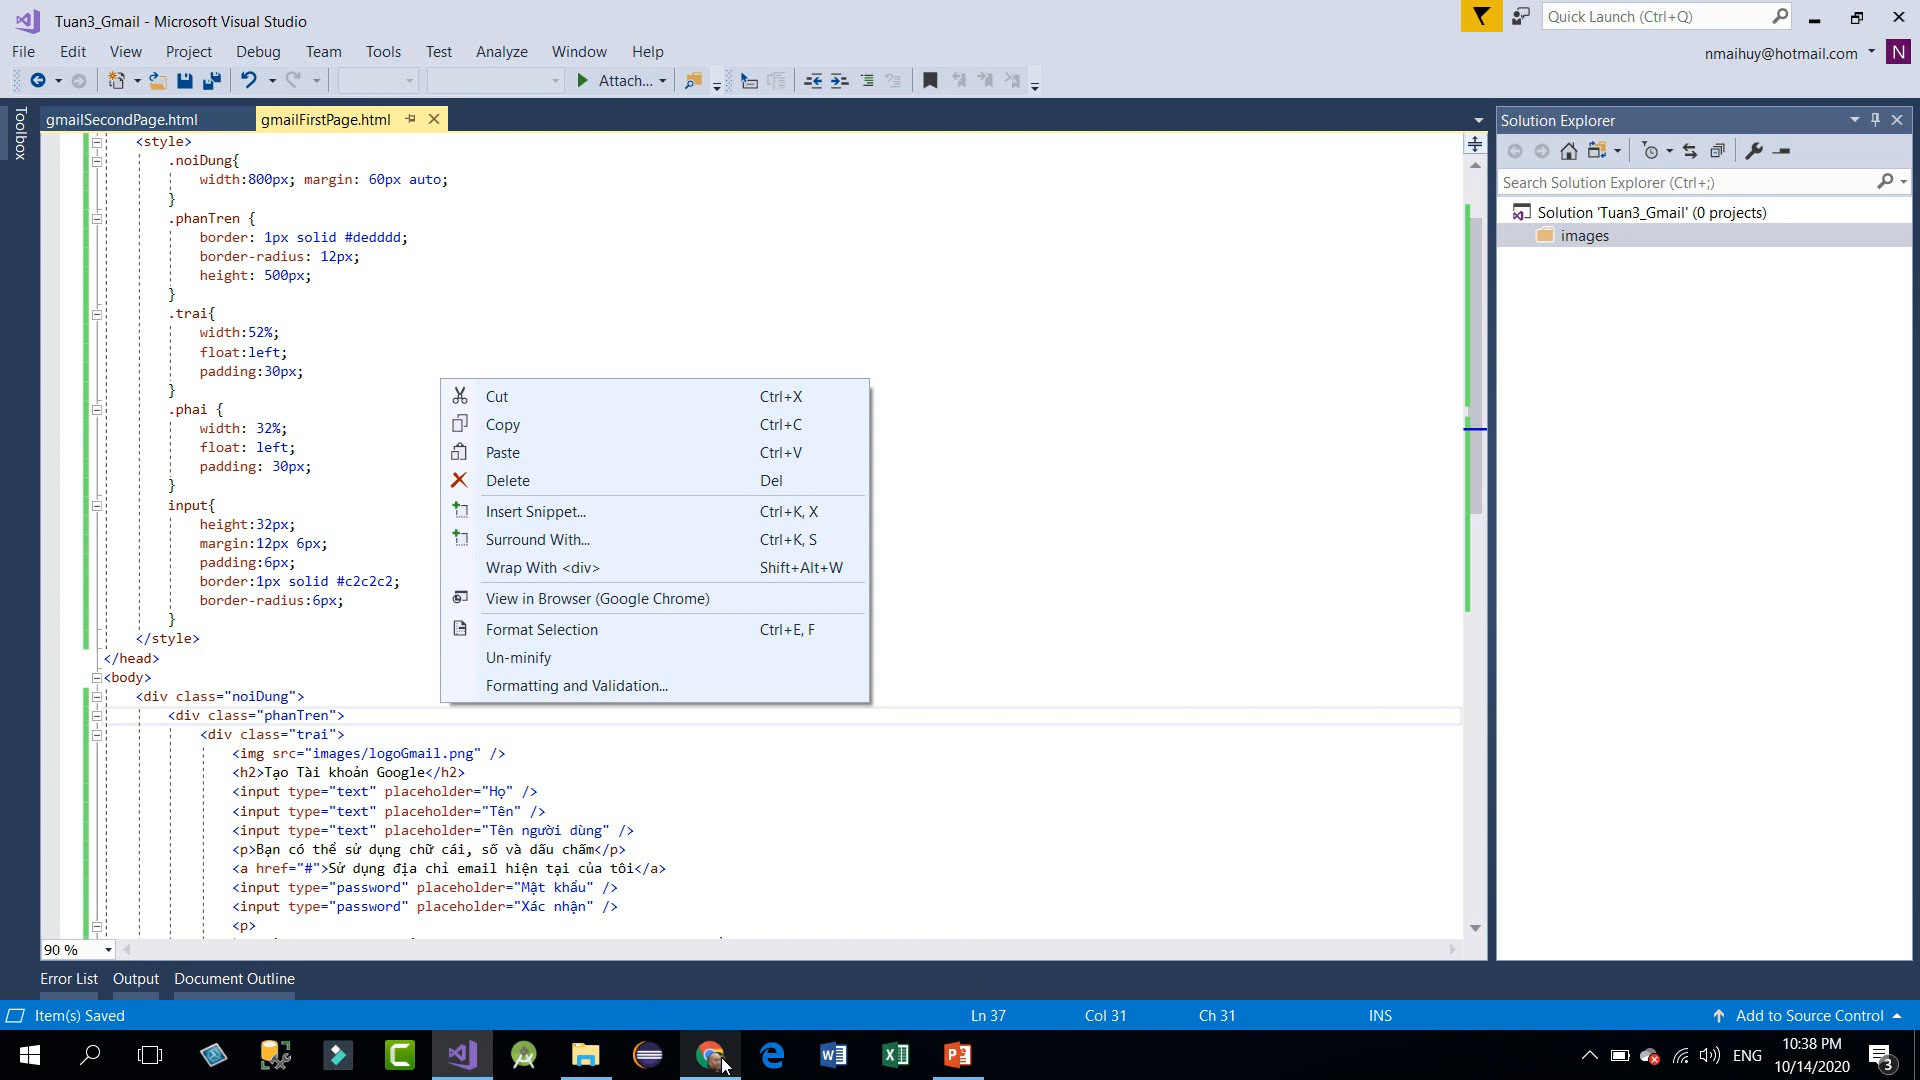 Tuan3_Gmail - Microsoft Visual Studio
Quick Launch (Ctrl+Q)
File Edit View Project Debug Team Tools Test Analyze Window Help
nmaihuy@hotmail.com N
Attach...
Toolbox
gmailSecondPage.html
gmailFirstPage.html
<style>
.noiDung{
width:800px; margin: 60px auto;
}
.phanTren {
border: 1px solid #dedddd;
border-radius: 12px;
height: 500px;
}
.trai{
width:52%;
float:left;
padding:30px;
}
.phai {
width: 32%;
float: left;
padding: 30px;
}
input{
height:32px;
margin:12px 6px;
padding:6px;
border:1px solid #c2c2c2;
border-radius:6px;
}
</style>
</head>
<body>
<div class="noiDung">
<div class="phanTren">
<div class="trai">
<img src="images/logoGmail.png" />
<h2>Tạo Tài khoản Google</h2>
<input type="text" placeholder="Họ" />
<input type="text" placeholder="Tên" />
<input type="text" placeholder="Tên người dùng" />
<p>Bạn có thể sử dụng chữ cái, số và dấu chấm</p>
<a href="#">Sử dụng địa chỉ email hiện tại của tôi</a>
<input type="password" placeholder="Mật khẩu" />
<input type="password" placeholder="Xác nhận" />
<p>
Cut Ctrl+X
Copy Ctrl+C
Paste Ctrl+V
Delete Del
Insert Snippet... Ctrl+K, X
Surround With... Ctrl+K, S
Wrap With <div> Shift+Alt+W
View in Browser (Google Chrome)
Format Selection Ctrl+E, F
Un-minify
Formatting and Validation...
Solution Explorer
Search Solution Explorer (Ctrl+;)
Solution 'Tuan3_Gmail' (0 projects)
images
90 %
Error List Output Document Outline
Item(s) Saved Ln 37 Col 31 Ch 31 INS Add to Source Control
ENG
10:38 PM
10/14/2020
3